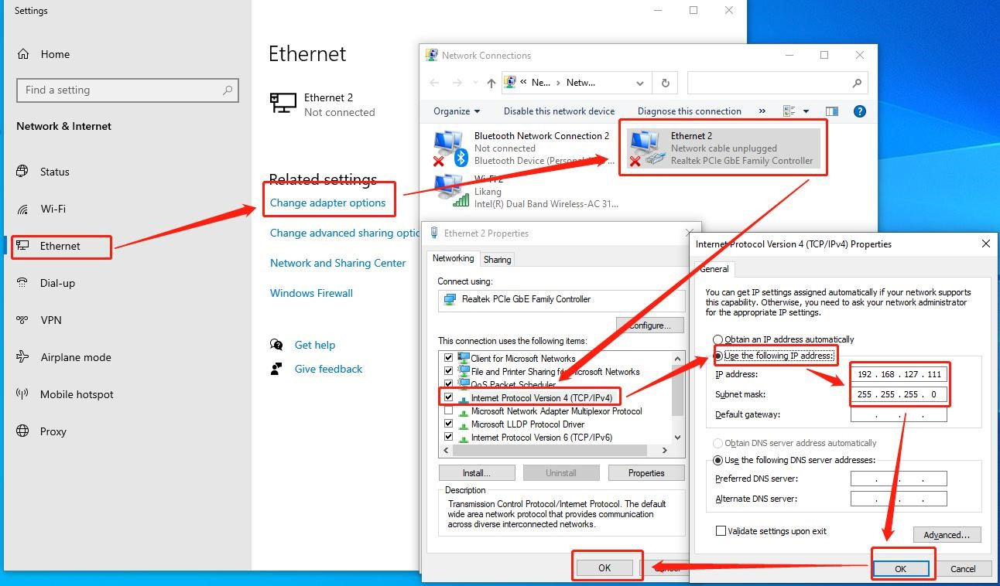 Settings
Home
Find a setting
Network & Internet
Status
Wi-Fi
Ethernet
Dial-up
VPN
Airplane mode
Mobile hotspot
Proxy
Ethernet
Ethernet 2
Not connected
Related settings
Change adapter options
Change advanced sharing optio
Network and Sharing Center
Windows Firewall
Get help
Give feedback
Network Connections
« Ne... › Netw...
Organize Disable this network device Diagnose this connection »
Bluetooth Network Connection 2
Not connected
Bluetooth Device (Personal
Ethernet 2
Network cable unplugged
Realtek PCIe GbE Family Controller
Wi-Fi 2
Likang
Intel(R) Dual Band Wireless-AC 31...
Ethernet 2 Properties
Networking Sharing
Connect using:
Realtek PCIe GbE Family Controller
Configure...
This connection uses the following items:
Client for Microsoft Networks
File and Printer Sharing for Microsoft Networks
QoS Packet Scheduler
Internet Protocol Version 4 (TCP/IPv4)
Microsoft Network Adapter Multiplexor Protocol
Microsoft LLDP Protocol Driver
Internet Protocol Version 6 (TCP/IPv6)
Install... Uninstall Properties
Description
Transmission Control Protocol/Internet Protocol. The default
wide area network protocol that provides communication
across diverse interconnected networks.
OK Cancel
Internet Protocol Version 4 (TCP/IPv4) Properties
General
You can get IP settings assigned automatically if your network supports
this capability. Otherwise, you need to ask your network administrator
for the appropriate IP settings.
Obtain an IP address automatically
Use the following IP address:
IP address: 192 . 168 . 127 . 111
Subnet mask: 255 . 255 . 255 . 0
Default gateway: . . .
Obtain DNS server address automatically
Use the following DNS server addresses:
Preferred DNS server: . . .
Alternate DNS server: . . .
Validate settings upon exit
Advanced...
OK Cancel